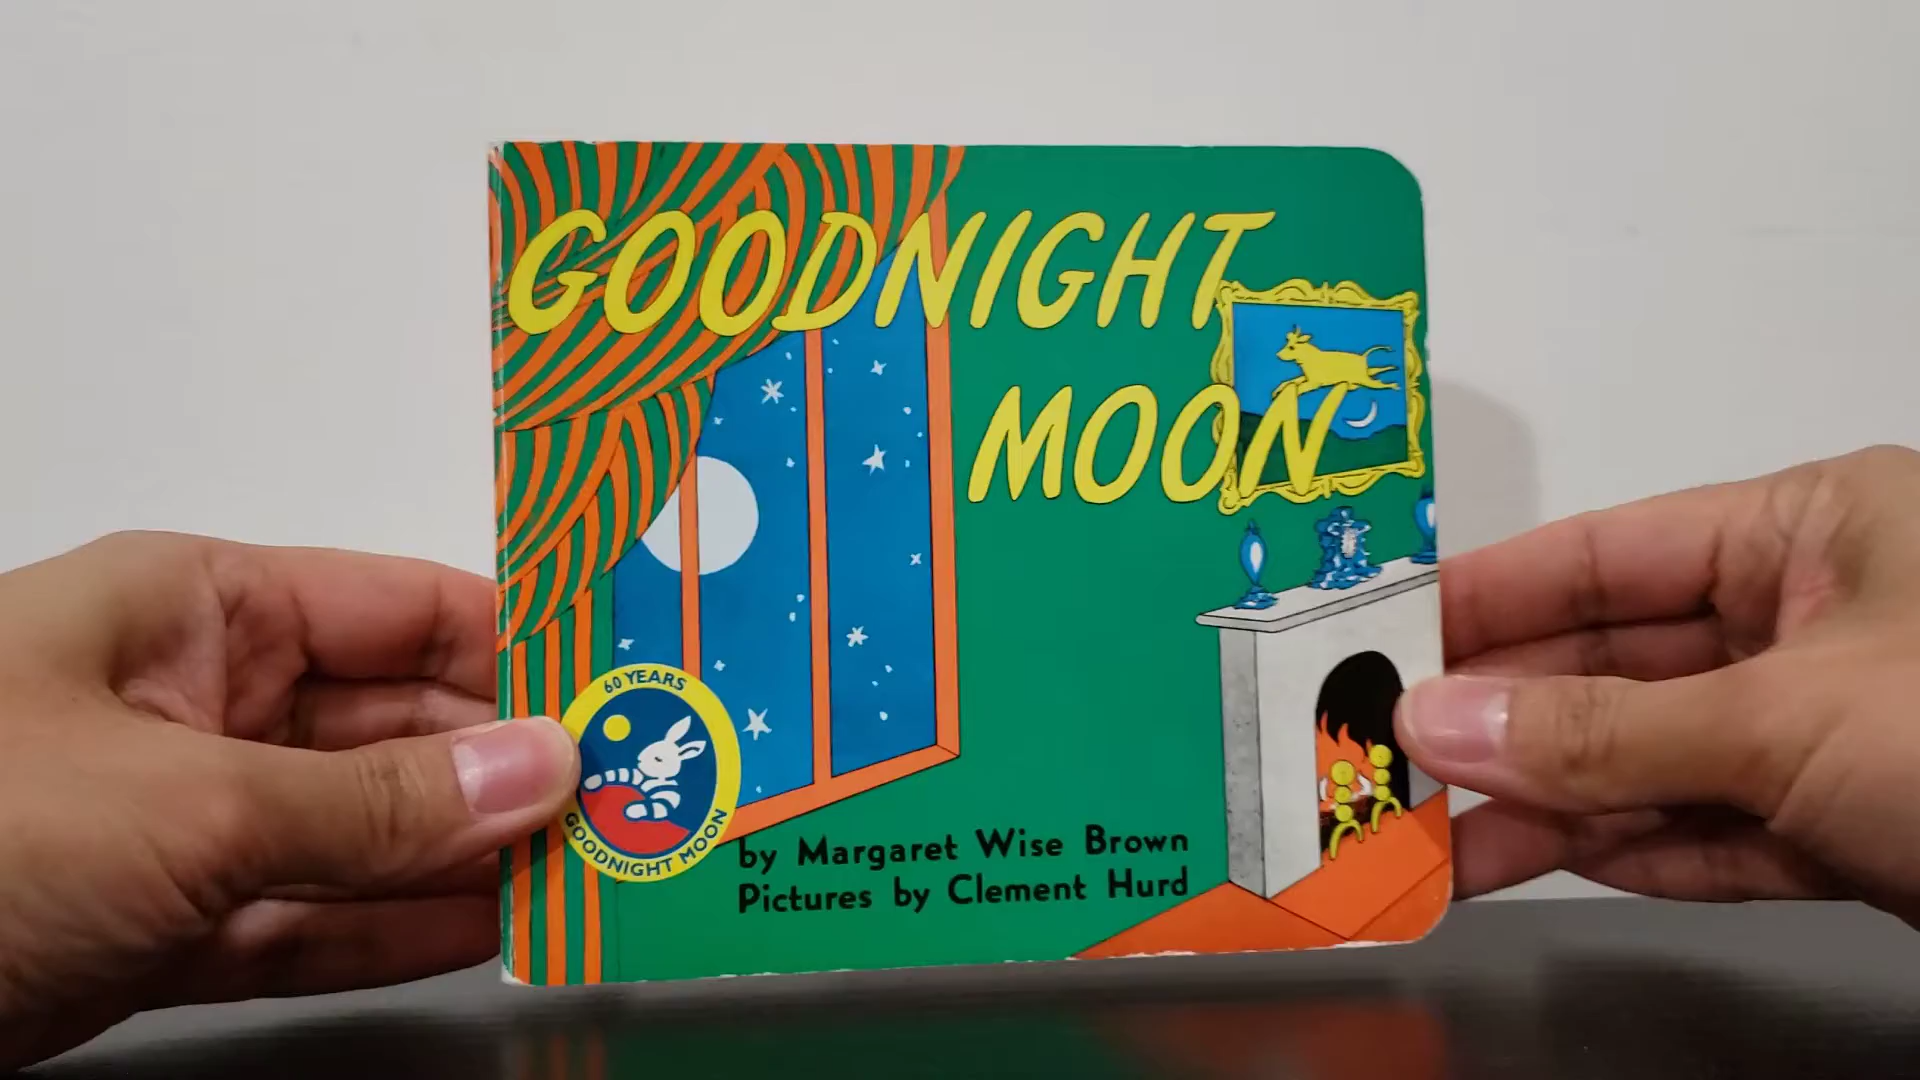 GOODNIGHT
MOON
60 YEARS
GOODNIGHT MOON
by Margaret Wise Brown
Pictures by Clement Hurd